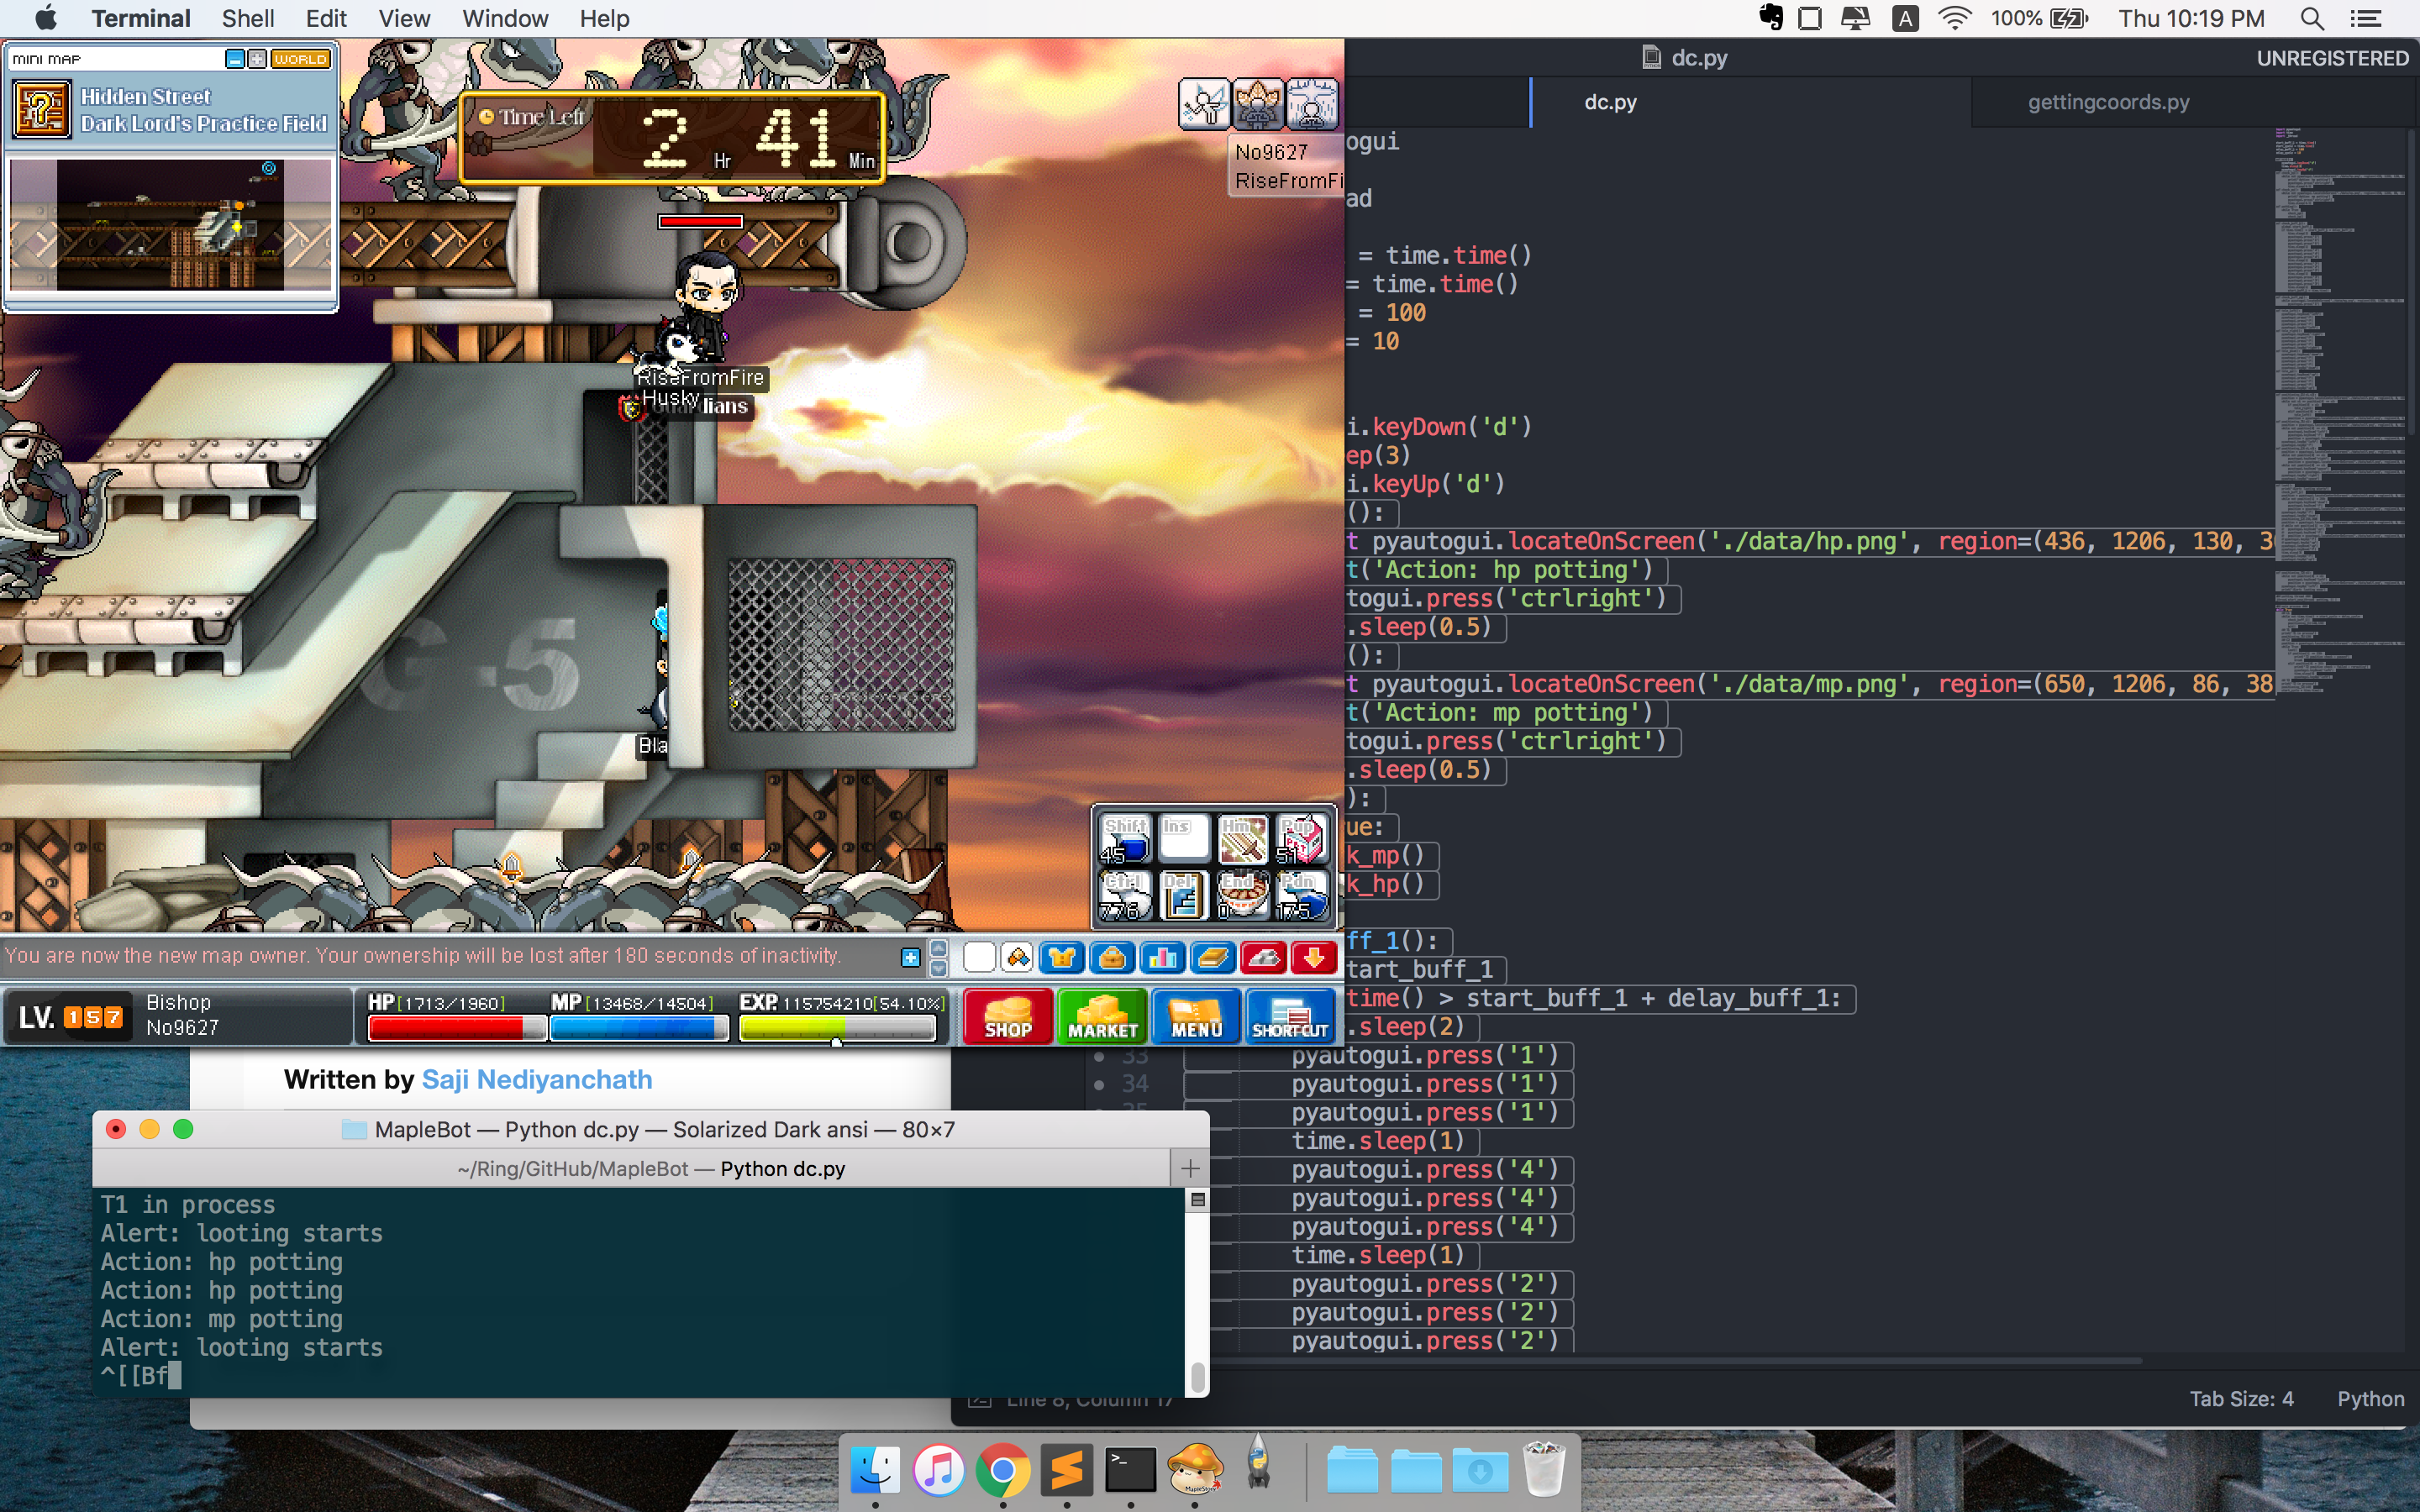 Terminal Shell Edit View Window Help
A 100% Thu 10:19 PM
MINI MAP WORLD
Hidden Street
Dark Lord's Practice Field
Time Left 2 Hr 41 Min
No9627
RiseFromFi
RiseFromFire
Husky
dians
G-5
Bla
Shift Ins Hm Pup
45 51
Ctrl Del End Pdn
776 0 175
You are now the new map owner. Your ownership will be lost after 180 seconds of inactivity.
LV. 157
Bishop
No9627
HP[1713/1960] MP[13468/14504] EXP. 115754210[54.10%]
SHOP MARKET MENU SHORTCUT
dc.py
UNREGISTERED
dc.py gettingcoords.py
ogui
ad
= time.time()
= time.time()
= 100
= 10
i.keyDown('d')
ep(3)
i.keyUp('d')
():
t pyautogui.locateOnScreen('./data/hp.png', region=(436, 1206, 130, 3
t('Action: hp potting')
togui.press('ctrlright')
.sleep(0.5)
():
t pyautogui.locateOnScreen('./data/mp.png', region=(650, 1206, 86, 38
t('Action: mp potting')
togui.press('ctrlright')
.sleep(0.5)
):
ue:
k_mp()
k_hp()
ff_1():
tart_buff_1
time() > start_buff_1 + delay_buff_1:
.sleep(2)
33 pyautogui.press('1')
34 pyautogui.press('1')
pyautogui.press('1')
time.sleep(1)
pyautogui.press('4')
pyautogui.press('4')
pyautogui.press('4')
time.sleep(1)
pyautogui.press('2')
pyautogui.press('2')
pyautogui.press('2')
Line 8, Column 17 Tab Size: 4 Python
Written by Saji Nediyanchath
MapleBot — Python dc.py — Solarized Dark ansi — 80×7
~/Ring/GitHub/MapleBot — Python dc.py
T1 in process
Alert: looting starts
Action: hp potting
Action: hp potting
Action: mp potting
Alert: looting starts
^[[Bf